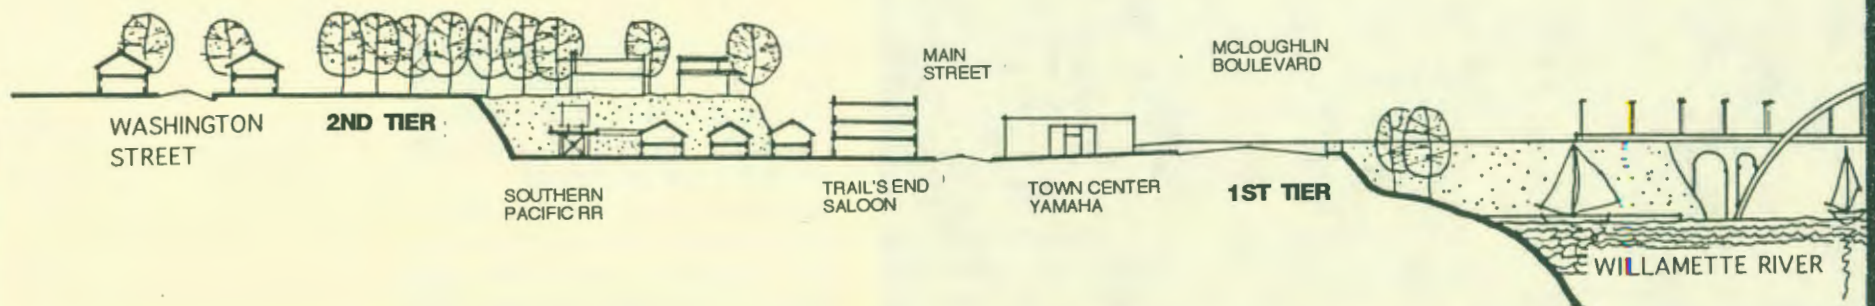 WASHINGTON
STREET
2ND TIER
SOUTHERN
PACIFIC RR
TRAIL'S END
SALOON
MAIN
STREET
TOWN CENTER
YAMAHA
MCLOUGHLIN
BOULEVARD
1ST TIER
WILLAMETTE RIVER